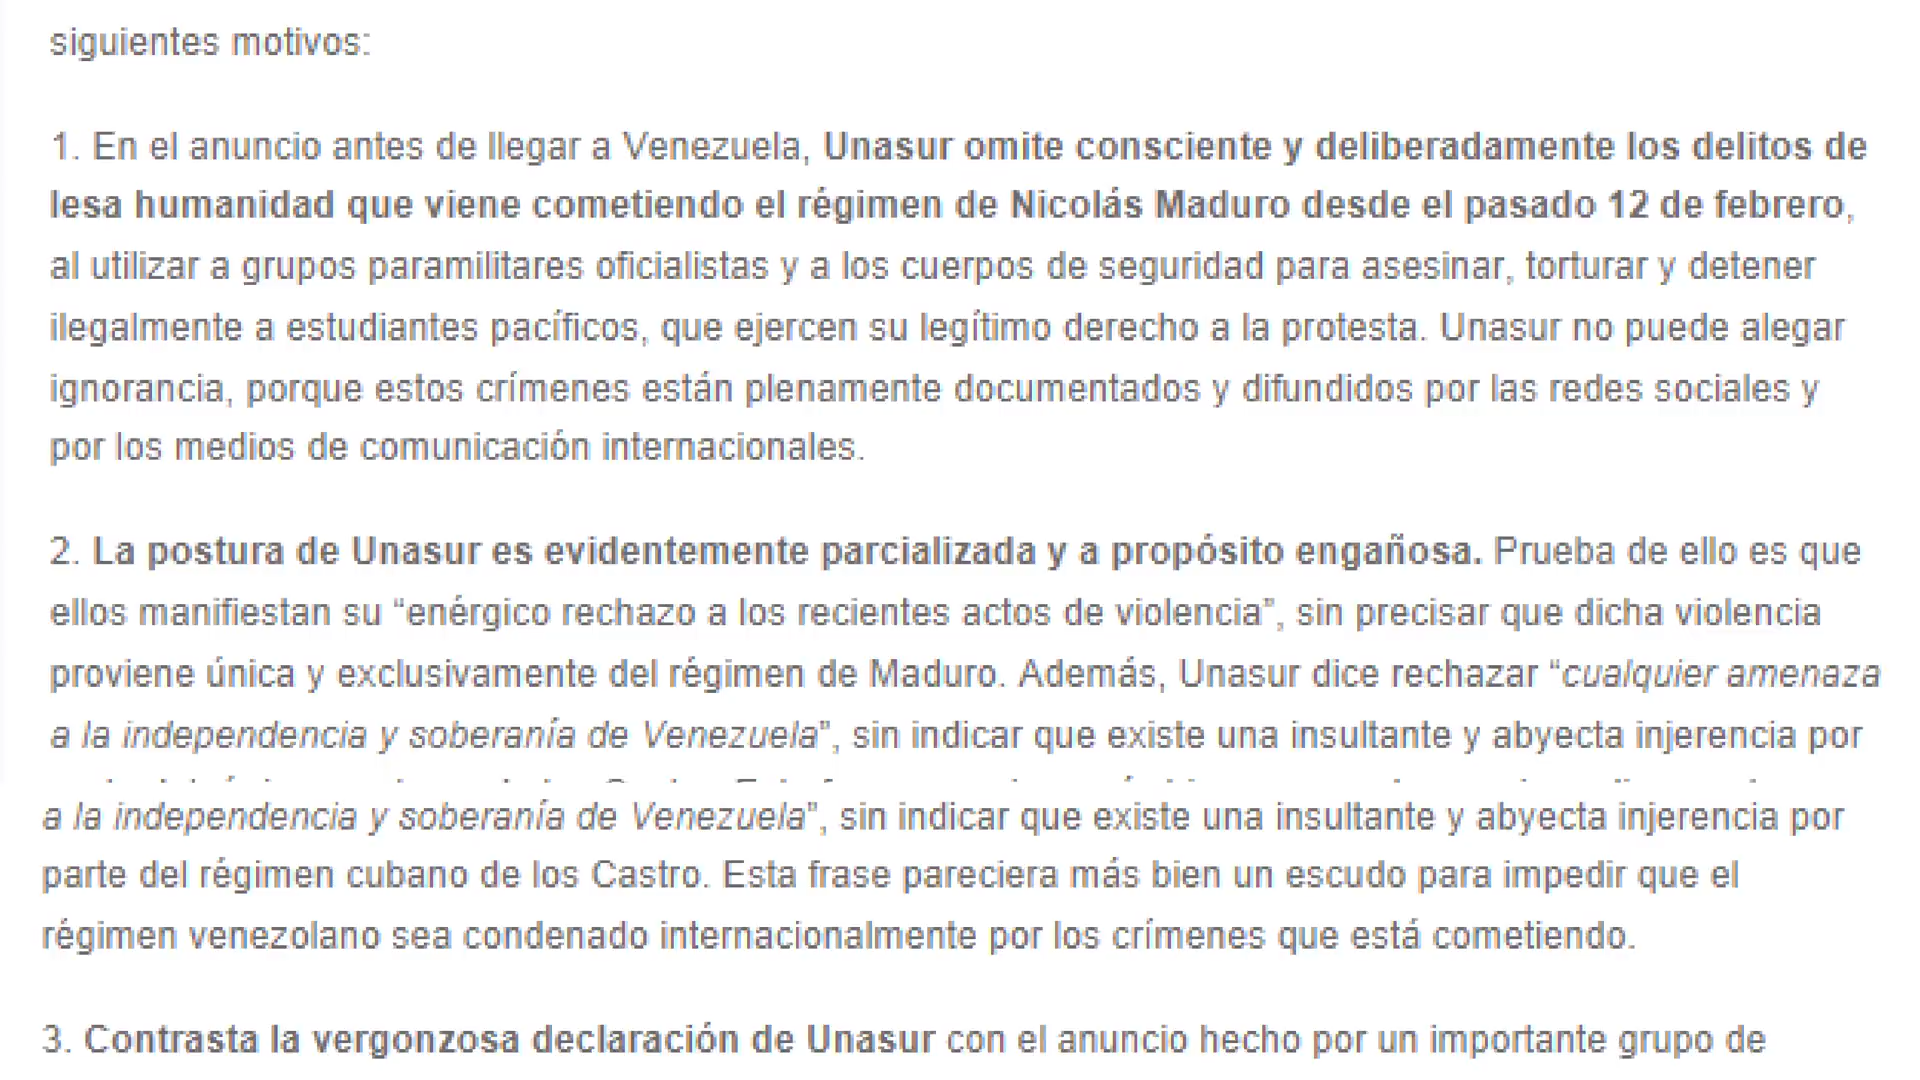 siguientes motivos:
1. En el anuncio antes de llegar a Venezuela, Unasur omite consciente y deliberadamente los delitos de
lesa humanidad que viene cometiendo el régimen de Nicolás Maduro desde el pasado 12 de febrero,
al utilizar a grupos paramilitares oficialistas y a los cuerpos de seguridad para asesinar, torturar y detener
ilegalmente a estudiantes pacíficos, que ejercen su legítimo derecho a la protesta. Unasur no puede alegar
ignorancia, porque estos crímenes están plenamente documentados y difundidos por las redes sociales y
por los medios de comunicación internacionales.
2. La postura de Unasur es evidentemente parcializada y a propósito engañosa. Prueba de ello es que
ellos manifiestan su “enérgico rechazo a los recientes actos de violencia”, sin precisar que dicha violencia
proviene única y exclusivamente del régimen de Maduro. Además, Unasur dice rechazar “cualquier amenaza
a la independencia y soberanía de Venezuela”, sin indicar que existe una insultante y abyecta injerencia por
a la independencia y soberanía de Venezuela”, sin indicar que existe una insultante y abyecta injerencia por
parte del régimen cubano de los Castro. Esta frase pareciera más bien un escudo para impedir que el
régimen venezolano sea condenado internacionalmente por los crímenes que está cometiendo.
3. Contrasta la vergonzosa declaración de Unasur con el anuncio hecho por un importante grupo de